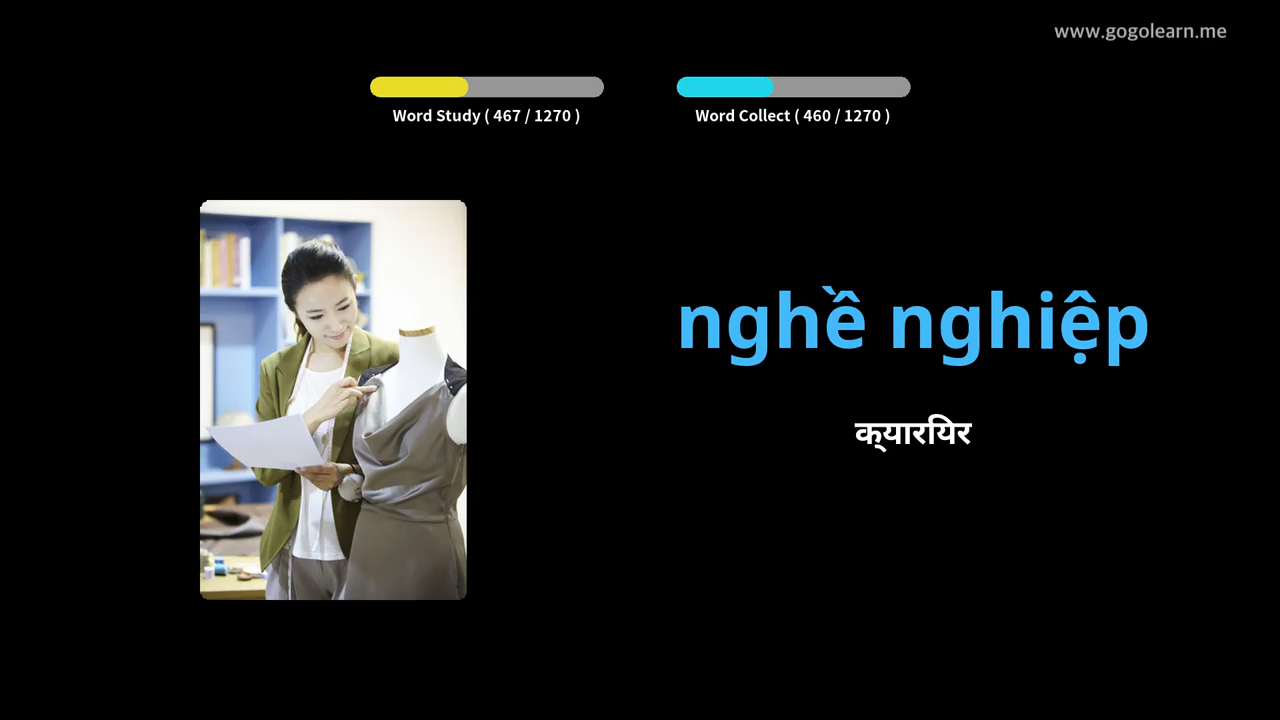 www.gogolearn.me
Word Study ( 467 / 1270 )
Word Collect ( 460 / 1270 )
nghề nghiệp
क्यारियर